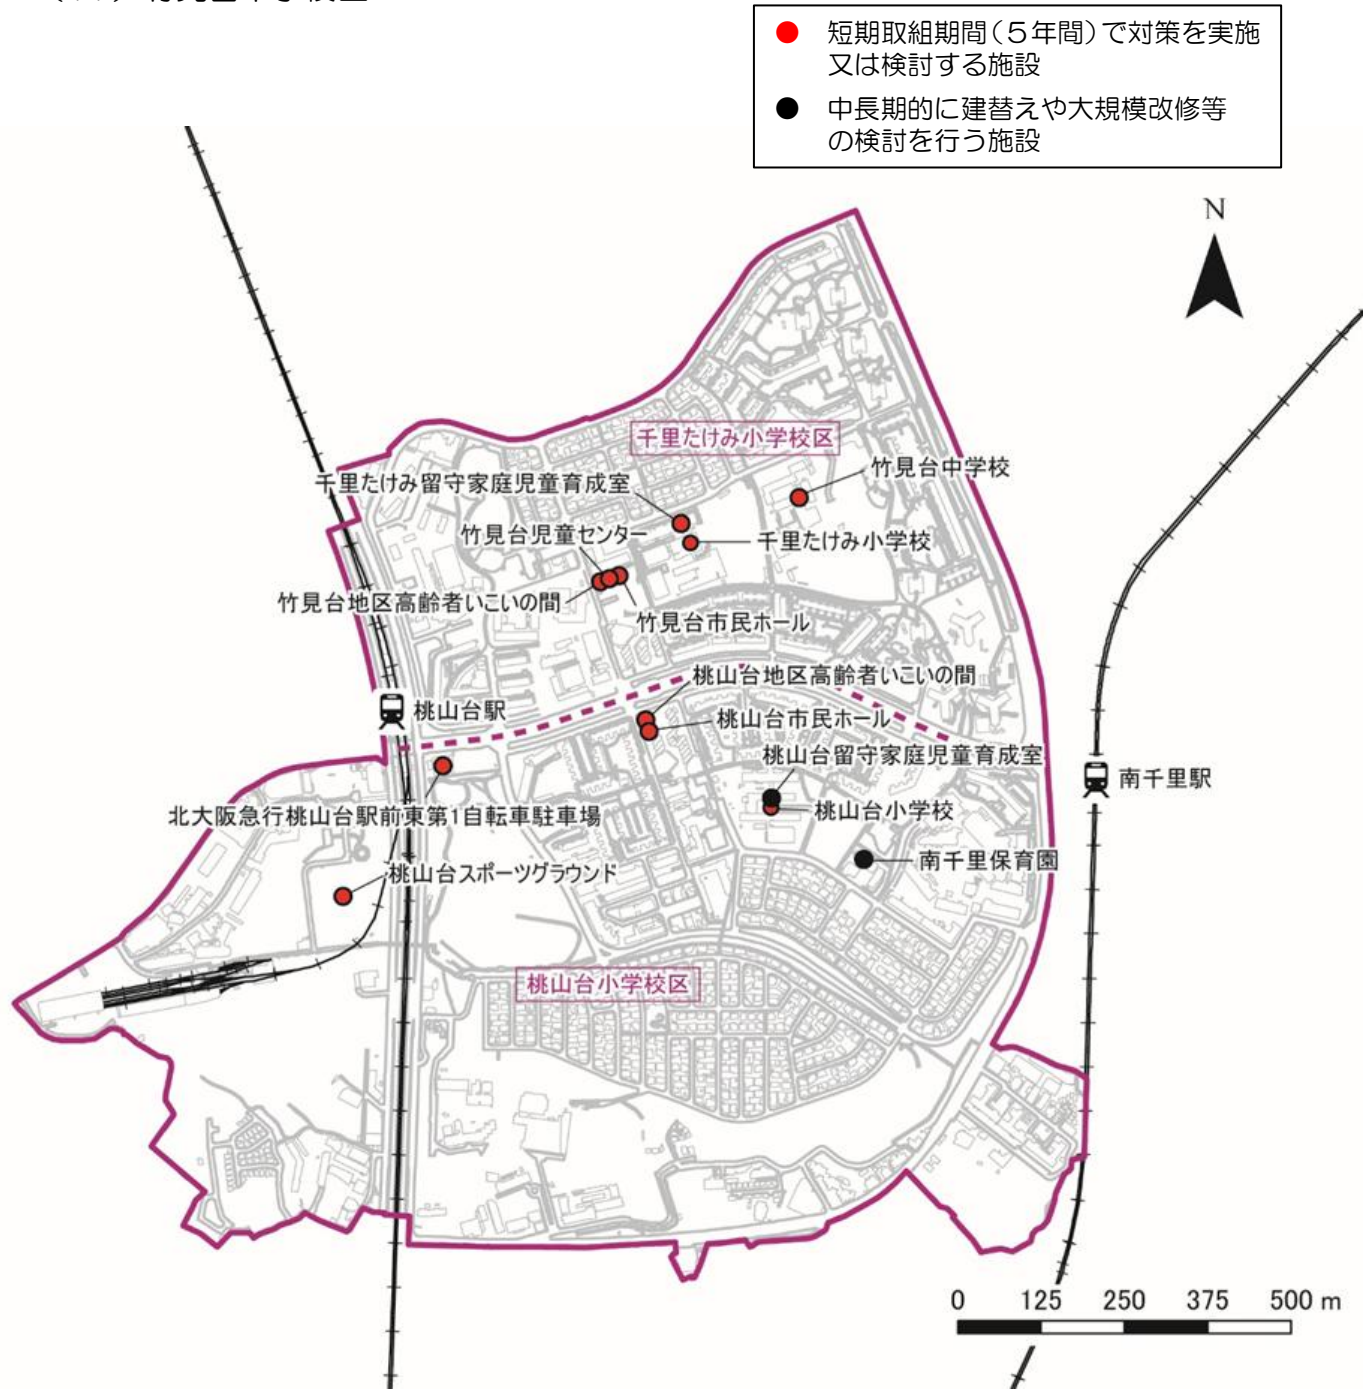 短期取組期間(5年間)で対策を実施
又は検討する施設
中長期的に建替えや大規模改修等
の検討を行う施設
N
千里たけみ小学校区
竹見台中学校
千里たけみ留守家庭児童育成室
竹見台児童センター
千里たけみ小学校
竹見台地区高齢者いこいの間
竹見台市民ホール
桃山台地区高齢者いこいの間
桃山台駅
桃山台市民ホール
桃山台留守家庭児童育成室
南千里駅
北大阪急行桃山台駅前東第1自転車駐車場
桃山台小学校
南千里保育園
桃山台スポーツグラウンド
桃山台小学校区
0 125 250 375 500 m